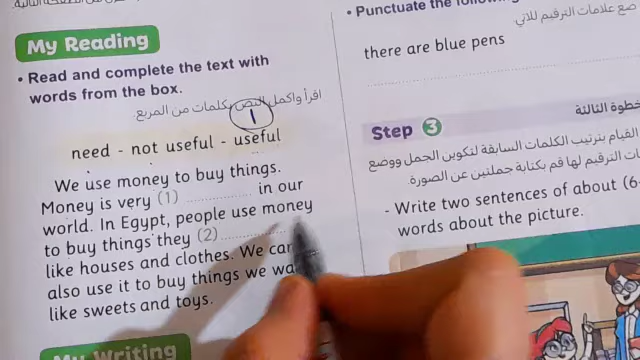 My Reading
• Read and complete the text with
words from the box.
اقرأ واكمل النص بكلمات من المربع.
١
need - not useful - useful
We use money to buy things.
Money is very (1) .................. in our
world. In Egypt, people use money
to buy things they (2) ..................
like houses and clothes. We can
also use it to buy things we
like sweets and toys.
My Writing
• Punctuate the
ضع علامات الترقيم للآتي
there are blue pens
Step 3
خطوة الثالثة
القيام بترتيب الكلمات السابقة لتكوين الجمل ووضع
ات الترقيم لها قم بكتابة جملتين عن الصورة.
- Write two sentences of about (6-
words about the picture.